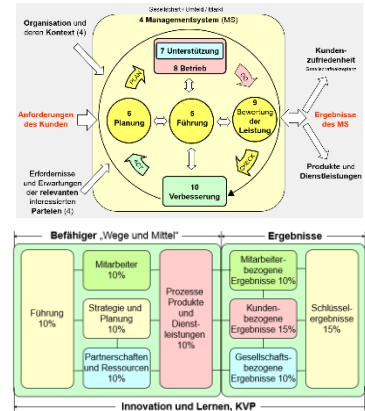 Gesellschaft - Umfeld / Markt
4 Managementsystem (MS)
Organisation und
deren Kontext (4)
7 Unterstützung
8 Betrieb
Kunden-
zufriedenheit
PLAN
DO
Anforderungen
des Kunden
6
Planung
5
Führung
9
Bewertung
der
Leistung
Ergebnisse
des MS
ACT
CHECK
Erfordernisse
und Erwartungen
der relevanten
interessierten
Parteien (4)
10
Verbesserung
Produkte und
Dienstleistungen
Befähiger „Wege und Mittel“
Ergebnisse
Führung
10%
Mitarbeiter
10%
Strategie und
Planung
10%
Partnerschaften
und Ressourcen
10%
Prozesse
Produkte
und
Dienst-
leistungen
10%
Mitarbeiter-
bezogene
Ergebnisse 10%
Kunden-
bezogene
Ergebnisse 15%
Gesellschafts-
bezogene
Ergebnisse 10%
Schlüssel-
ergebnisse
15%
Innovation und Lernen, KVP